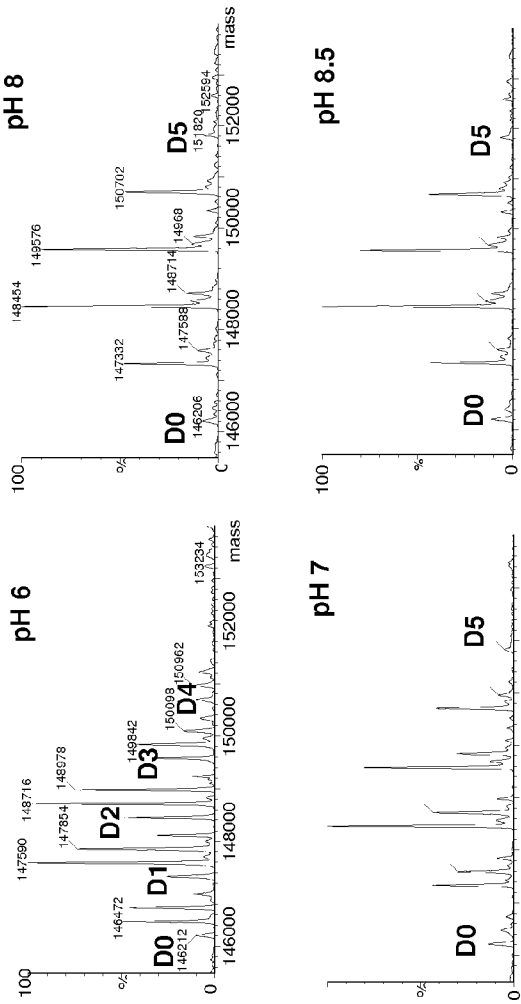 pH 6
100
%
0
D0
146212
146472
D1
147590
147854
D2
148716
148978
D3
149842
150098
D4
150962
153234
146000
148000
150000
152000
mass
pH 8
100
%
C
D0
146206
147332
147588
148454
148714
149576
14968
150702
D5
151820
152594
146000
148000
150000
152000
mass
pH 7
%
0
D0
D5
pH 8.5
100
%
0
D0
D5